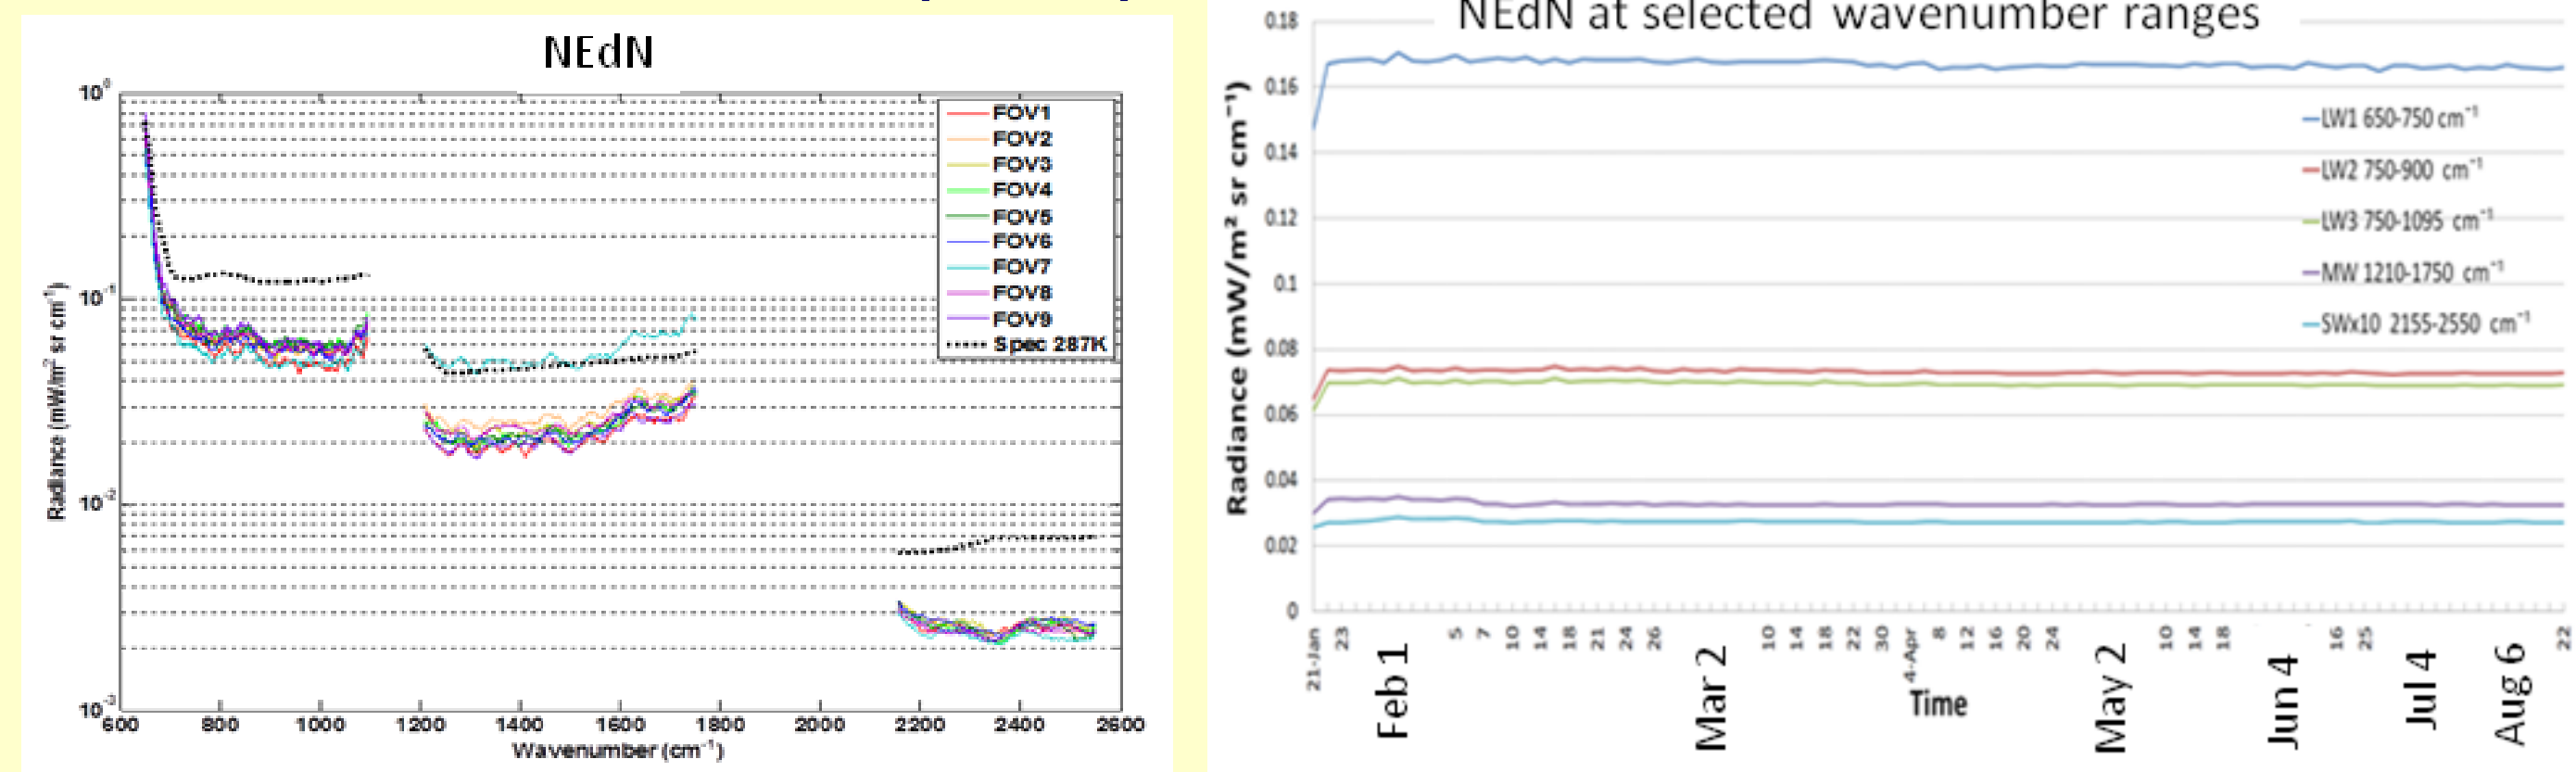 NEdN
10⁰
10⁻¹
10⁻²
10⁻³
Radiance (mW/m² sr cm⁻¹)
FOV1
FOV2
FOV3
FOV4
FOV5
FOV6
FOV7
FOV8
FOV9
Spec 287K
600 800 1000 1200 1400 1600 1800 2000 2200 2400 2600
Wavenumber (cm⁻¹)
NEdN at selected wavenumber ranges
0.18
0.16
0.14
0.12
0.1
0.08
0.06
0.04
0.02
0
Radiance (mW/m² sr cm⁻¹)
LW1 650-750 cm⁻¹
LW2 750-900 cm⁻¹
LW3 750-1095 cm⁻¹
MW 1210-1750 cm⁻¹
SWx10 2155-2550 cm⁻¹
21-Jan 23 Feb 1 5 7 10 14 18 21 24 26 Mar 2 10 14 18 22 30 4-Apr 8 12 16 20 24 May 2 10 14 18 Jun 4 16 25 Jul 4 Aug 6 22
Time